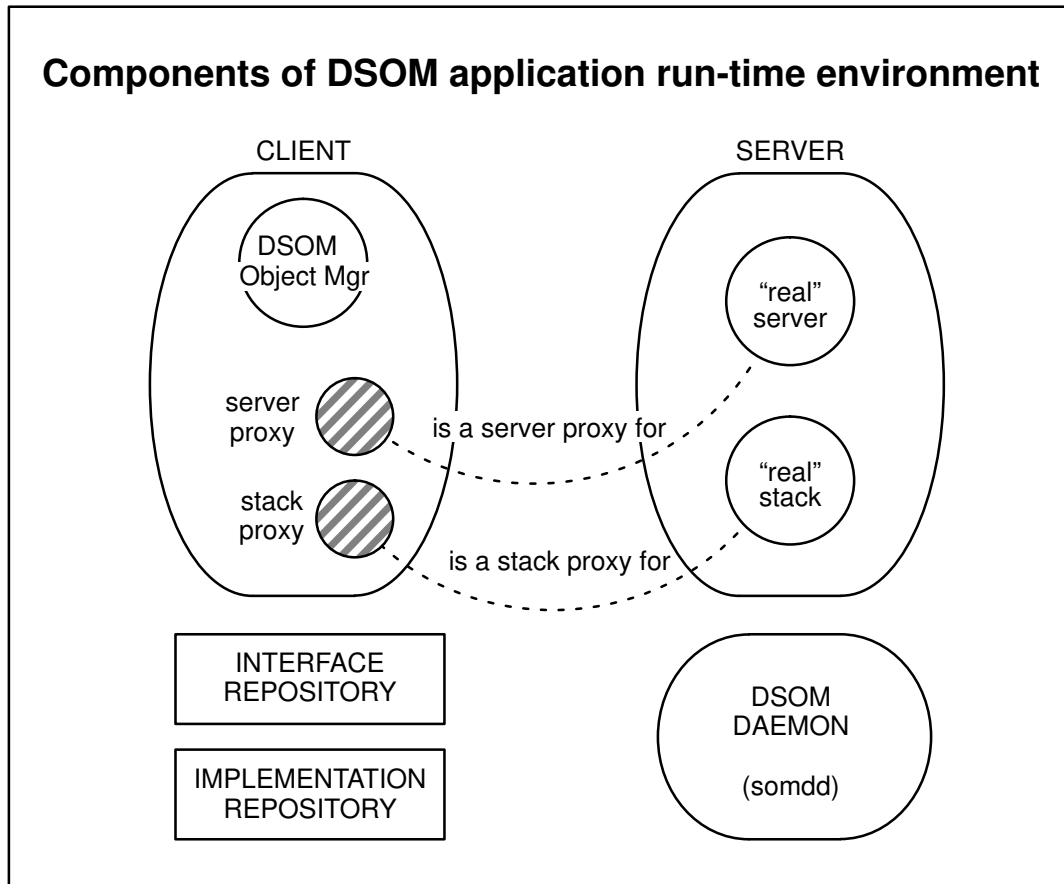 Components of DSOM application run-time environment
CLIENT
SERVER
DSOM
Object Mgr
“real”
server
server
proxy
is a server proxy for
“real”
stack
stack
proxy
is a stack proxy for
INTERFACE
REPOSITORY
IMPLEMENTATION
REPOSITORY
DSOM
DAEMON
(somdd)